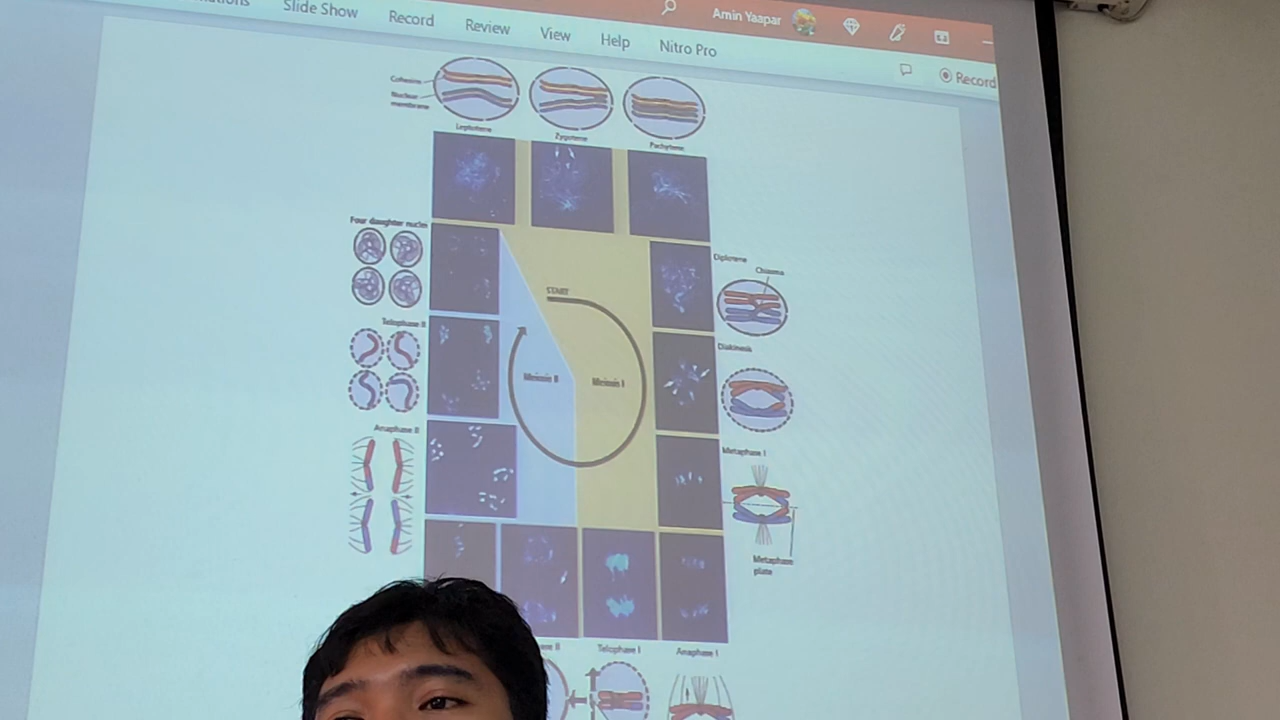 Slide Show Record Review View Help Nitro Pro
Amin Yaapar
Record
Cohesins
Nuclear
membrane
Leptotene
Zygotene
Pachytene
Four daughter nuclei
Diplotene
Chiasma
START
Telophase II
Diakinesis
Meiosis II
Meiosis I
Anaphase II
Metaphase I
Metaphase
plate
Telophase I
Anaphase I